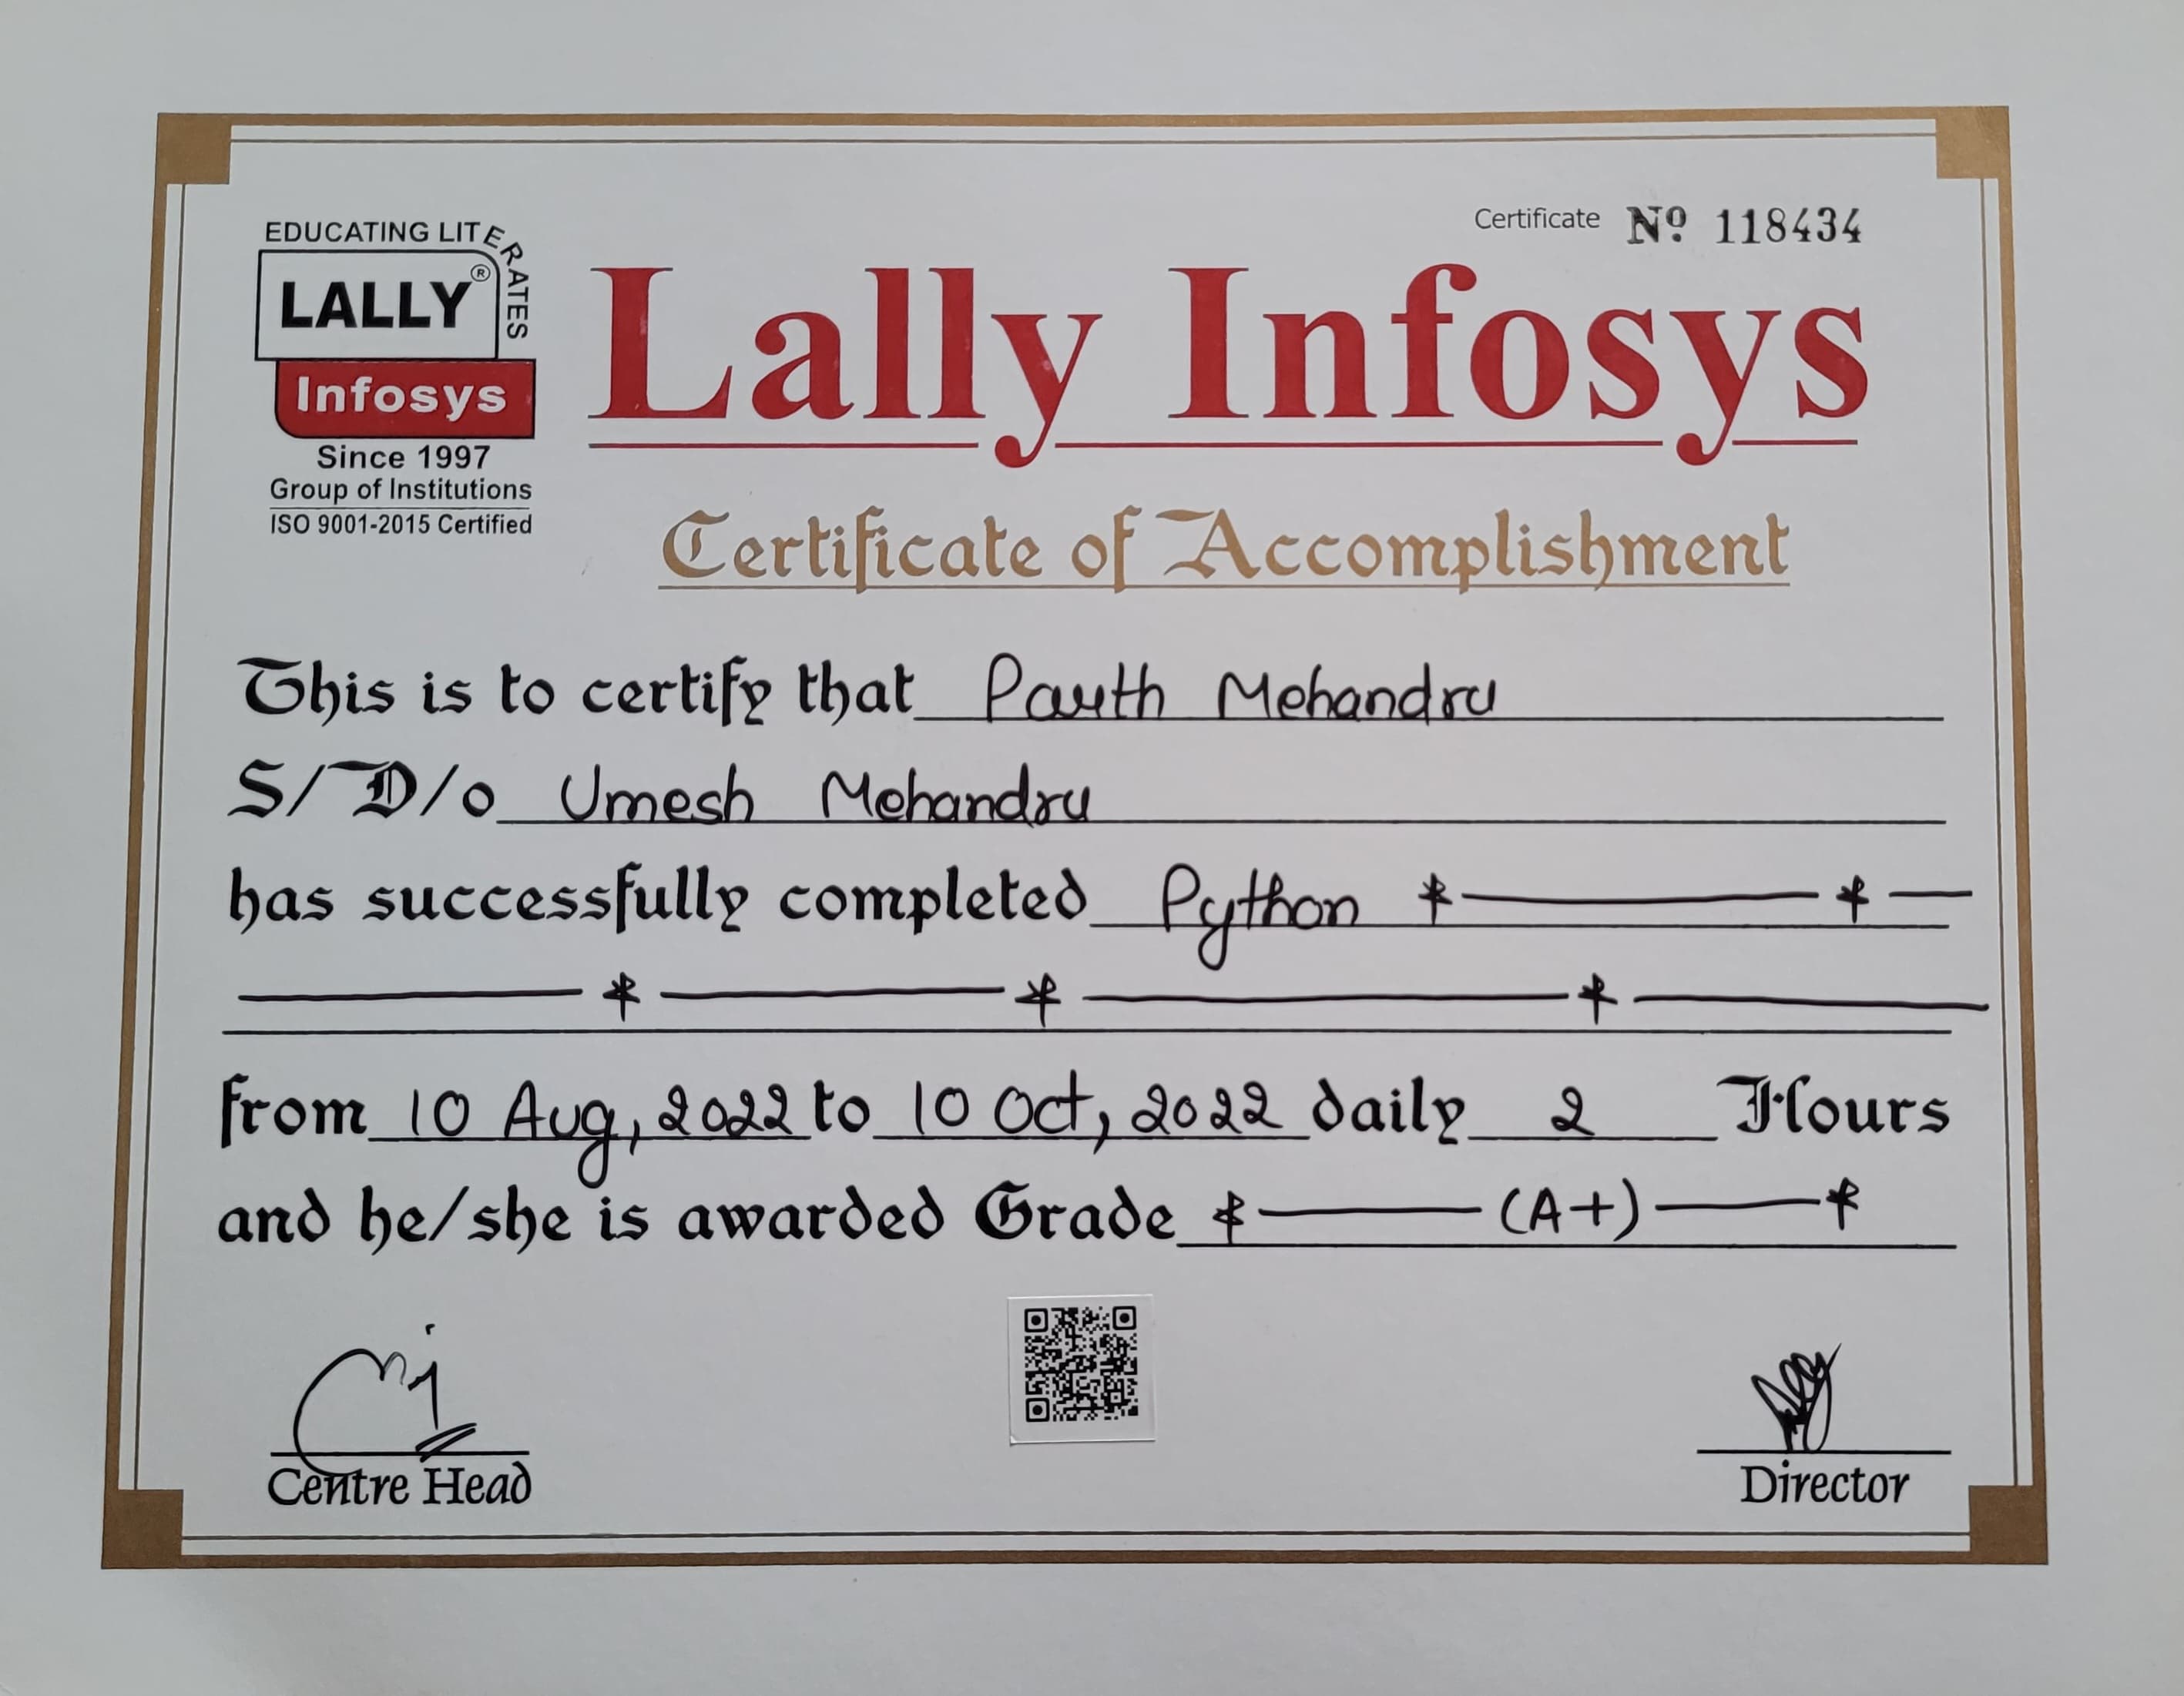 Certificate Nº 118434
EDUCATING LITERATES
LALLY®
Infosys
Since 1997
Group of Institutions
ISO 9001-2015 Certified
Lally Infosys
Certificate of Accomplishment
This is to certify that Parth Mehandru
S/D/o Umesh Mehandru
has successfully completed Python
from 10 Aug, 2022 to 10 Oct, 2022 daily 2 Hours
and he/she is awarded Grade (A+)
Centre Head
Director